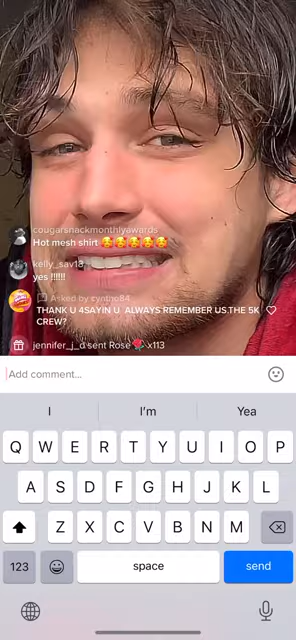 cougarsnackmonthlyawards
Hot mesh shirt 🥰🥰🥰🥰🥰
kelly_sav18
yes !!!!!!
Asked by cyntho84
THANK U 4SAYIN U ALWAYS REMEMBER US.THE 5K
CREW?
jennifer_j_d sent Rose 🌹 x113
Add comment...
I I'm Yea
Q W E R T Y U I O P
A S D F G H J K L
Z X C V B N M
123 space send